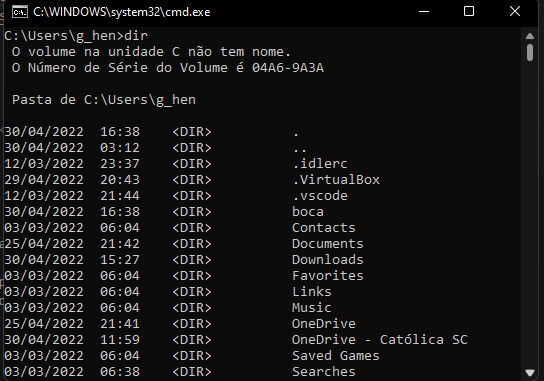 C:\WINDOWS\system32\cmd.exe
C:\Users\g_hen>dir
O volume na unidade C não tem nome.
O Número de Série do Volume é 04A6-9A3A
Pasta de C:\Users\g_hen
30/04/2022 16:38 <DIR> .
30/04/2022 03:12 <DIR> ..
12/03/2022 23:37 <DIR> .idlerc
29/04/2022 20:43 <DIR> .VirtualBox
12/03/2022 21:44 <DIR> .vscode
30/04/2022 16:38 <DIR> boca
03/03/2022 06:04 <DIR> Contacts
25/04/2022 21:42 <DIR> Documents
30/04/2022 15:27 <DIR> Downloads
03/03/2022 06:04 <DIR> Favorites
03/03/2022 06:04 <DIR> Links
03/03/2022 06:04 <DIR> Music
25/04/2022 21:41 <DIR> OneDrive
30/04/2022 11:59 <DIR> OneDrive - Católica SC
03/03/2022 06:04 <DIR> Saved Games
03/03/2022 06:38 <DIR> Searches